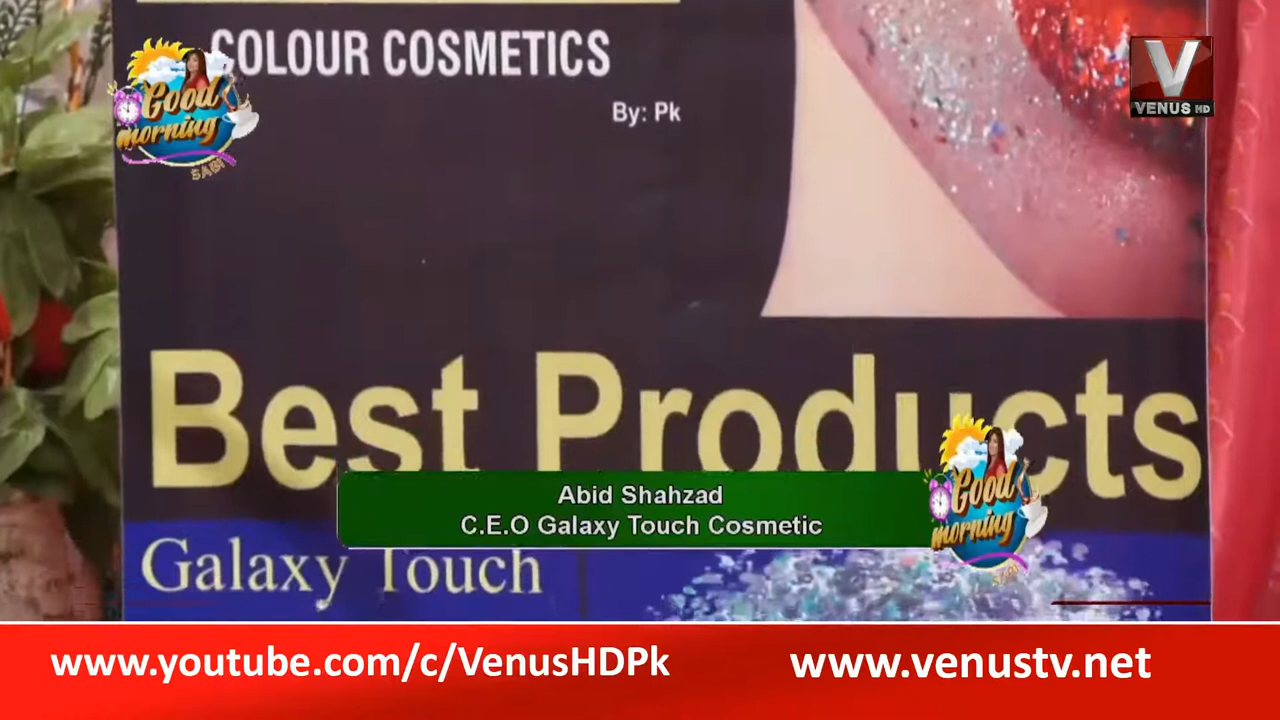 COLOUR COSMETICS
By: Pk
Good
morning
V
VENUS HD
Best Products
Abid Shahzad
C.E.O Galaxy Touch Cosmetic
Good
morning
Galaxy Touch
www.youtube.com/c/VenusHDPk
www.venustv.net